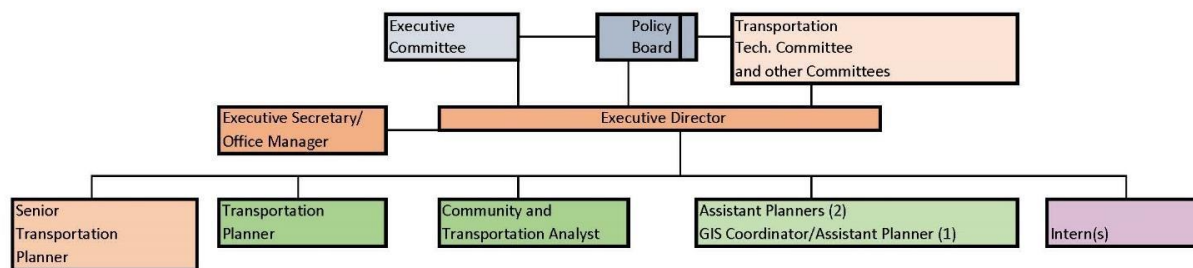 Executive
Committee
Policy
Board
Transportation
Tech. Committee
and other Committees
Executive Secretary/
Office Manager
Executive Director
Senior
Transportation
Planner
Transportation
Planner
Community and
Transportation Analyst
Assistant Planners (2)
GIS Coordinator/Assistant Planner (1)
Intern(s)